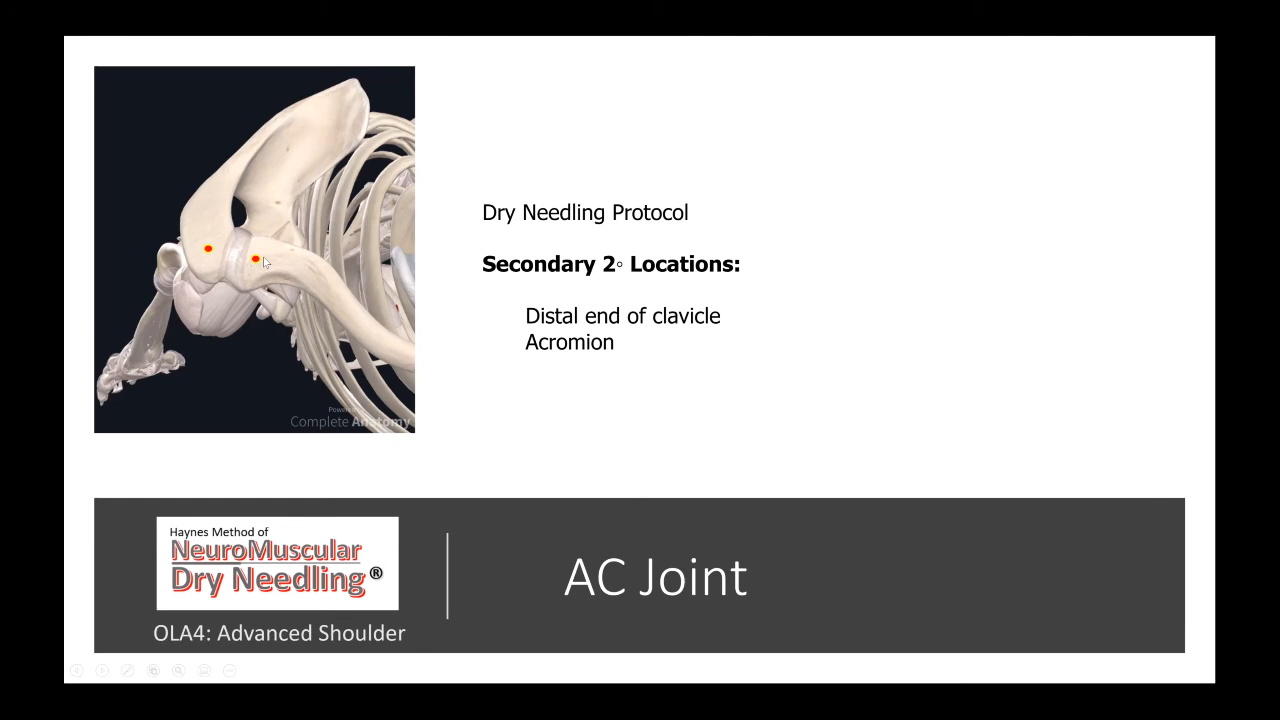 Dry Needling Protocol
Secondary 2◦ Locations:
Distal end of clavicle
Acromion
Powered
Complete Anatomy
Haynes Method of
NeuroMuscular
Dry Needling®
OLA4: Advanced Shoulder
AC Joint